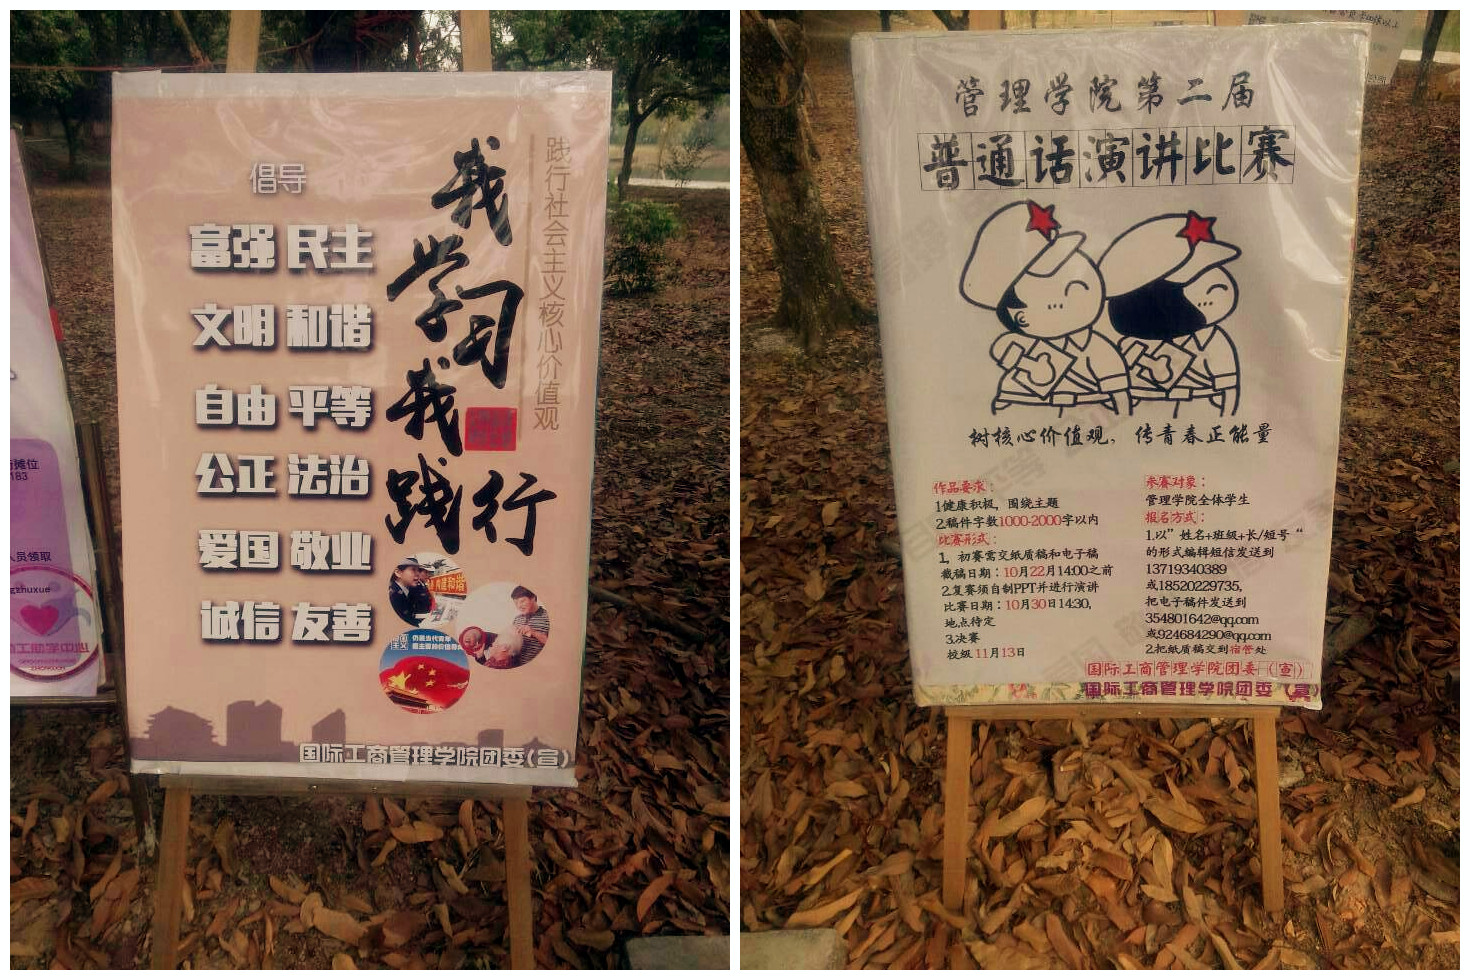 倡导
富强 民主
文明 和谐
自由 平等
公正 法治
爱国 敬业
诚信 友善
践行社会主义核心价值观
我
学习
我
践行
国际工商管理学院团委(宣)
摊位
183
人员领取
gzhuxue
管理学院第二届
普通话演讲比赛
树核心价值观，传青春正能量
作品要求：
1健康积极，围绕主题
2.稿件字数1000-2000字以内
比赛形式：
1、初赛需交纸质稿和电子稿
截稿日期：10月22月14:00之前
2.复赛须自制PPT并进行演讲
比赛日期：10月30日14:30,
地点待定
3.决赛
校级 11月13日
参赛对象：
管理学院全体学生
报名方式：
1.以”姓名+班级+长/短号“
的形式编辑短信发送到
13719340389
或18520229735,
把电子稿件发送到
354801642@qq.com
或924684290@qq.com
2.把纸质稿交到宿管处
国际工商管理学院团委（宣）
国际工商管理学院团委（宣）